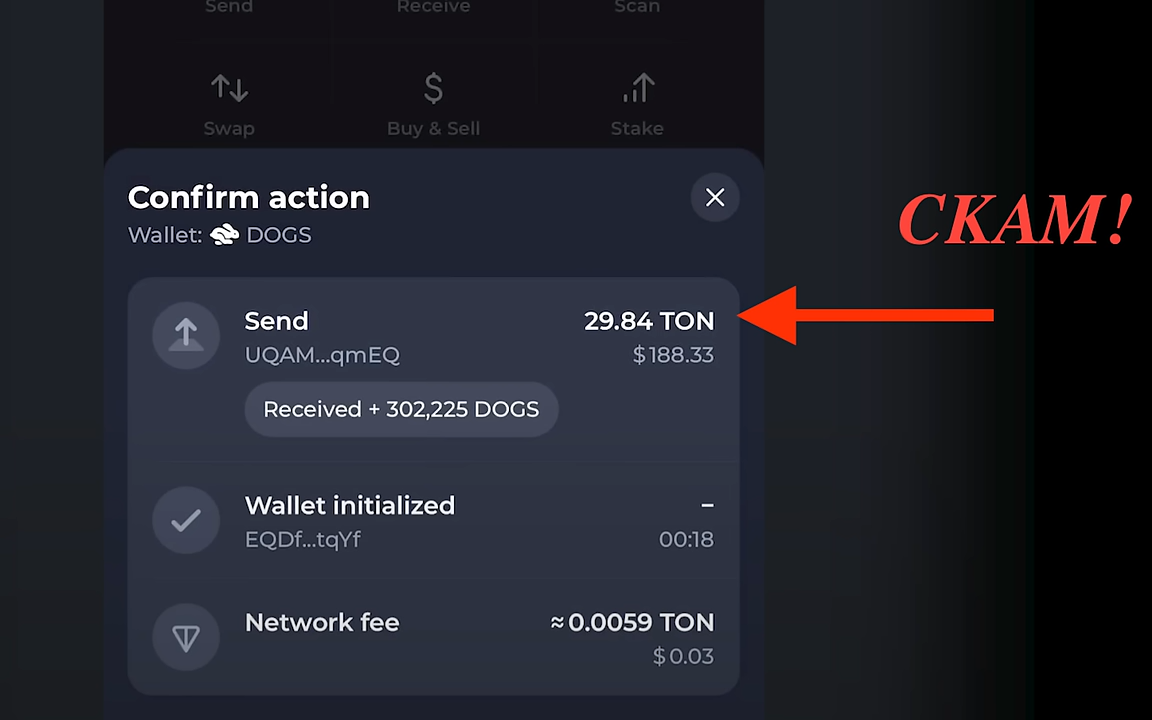 Send
Receive
Scan
Swap
Buy & Sell
Stake
Confirm action
Wallet: DOGS
СКАМ!
Send
29.84 TON
UQAM...qmEQ
$188.33
Received + 302,225 DOGS
Wallet initialized
–
EQDf...tqYf
00:18
Network fee
≈0.0059 TON
$0.03